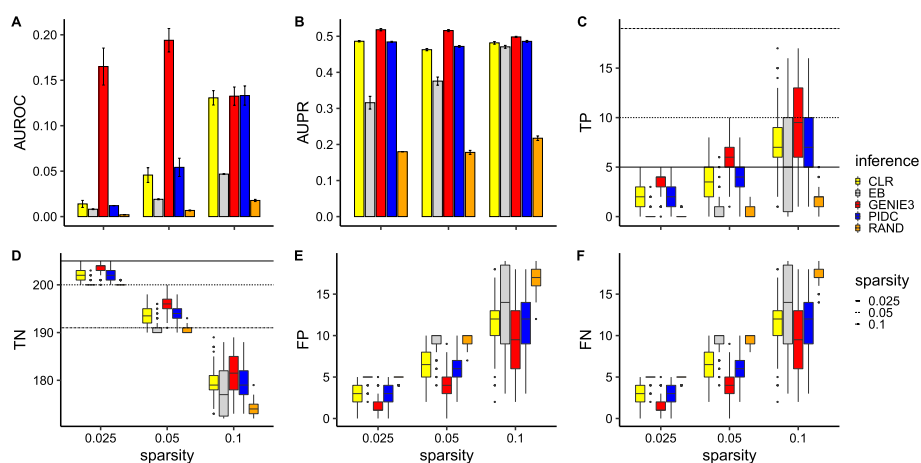 A
B
C
0.20
0.15
0.10
0.05
0.00
AUROC
0.5
0.4
0.3
0.2
0.1
0.0
AUPR
15
10
5
0
TP
inference
CLR
EB
GENIE3
PIDC
RAND
sparsity
0.025
0.05
0.1
D
E
F
200
190
180
TN
15
10
5
0
FP
15
10
5
0
FN
0.025 0.05 0.1
0.025 0.05 0.1
0.025 0.05 0.1
sparsity
sparsity
sparsity